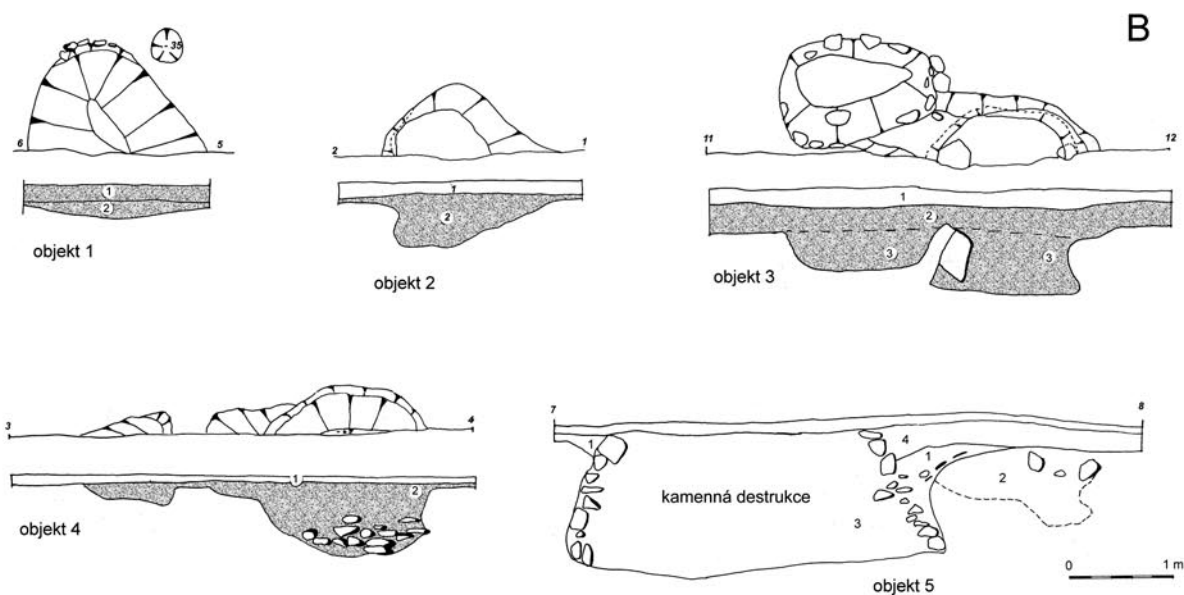 B
35
6 5
1
2
objekt 1
2 1
1
2
objekt 2
11 12
1
2
3 3
objekt 3
3 4
1
2
objekt 4
7 8
1 4
1
2
kamenná destrukce
3
objekt 5
0 1 m